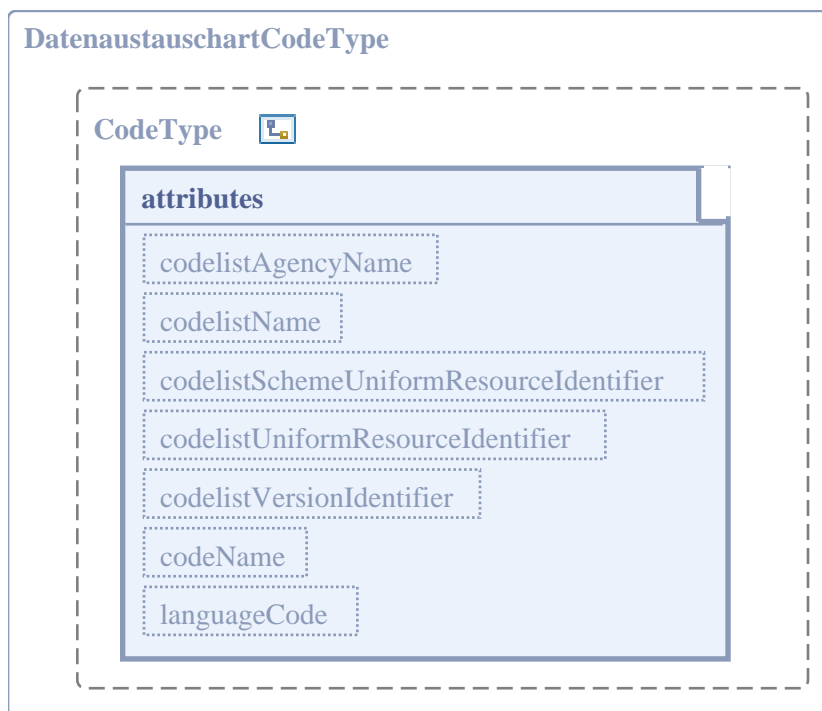 DatenaustauschartCodeType
CodeType
attributes
codelistAgencyName
codelistName
codelistSchemeUniformResourceIdentifier
codelistUniformResourceIdentifier
codelistVersionIdentifier
codeName
languageCode